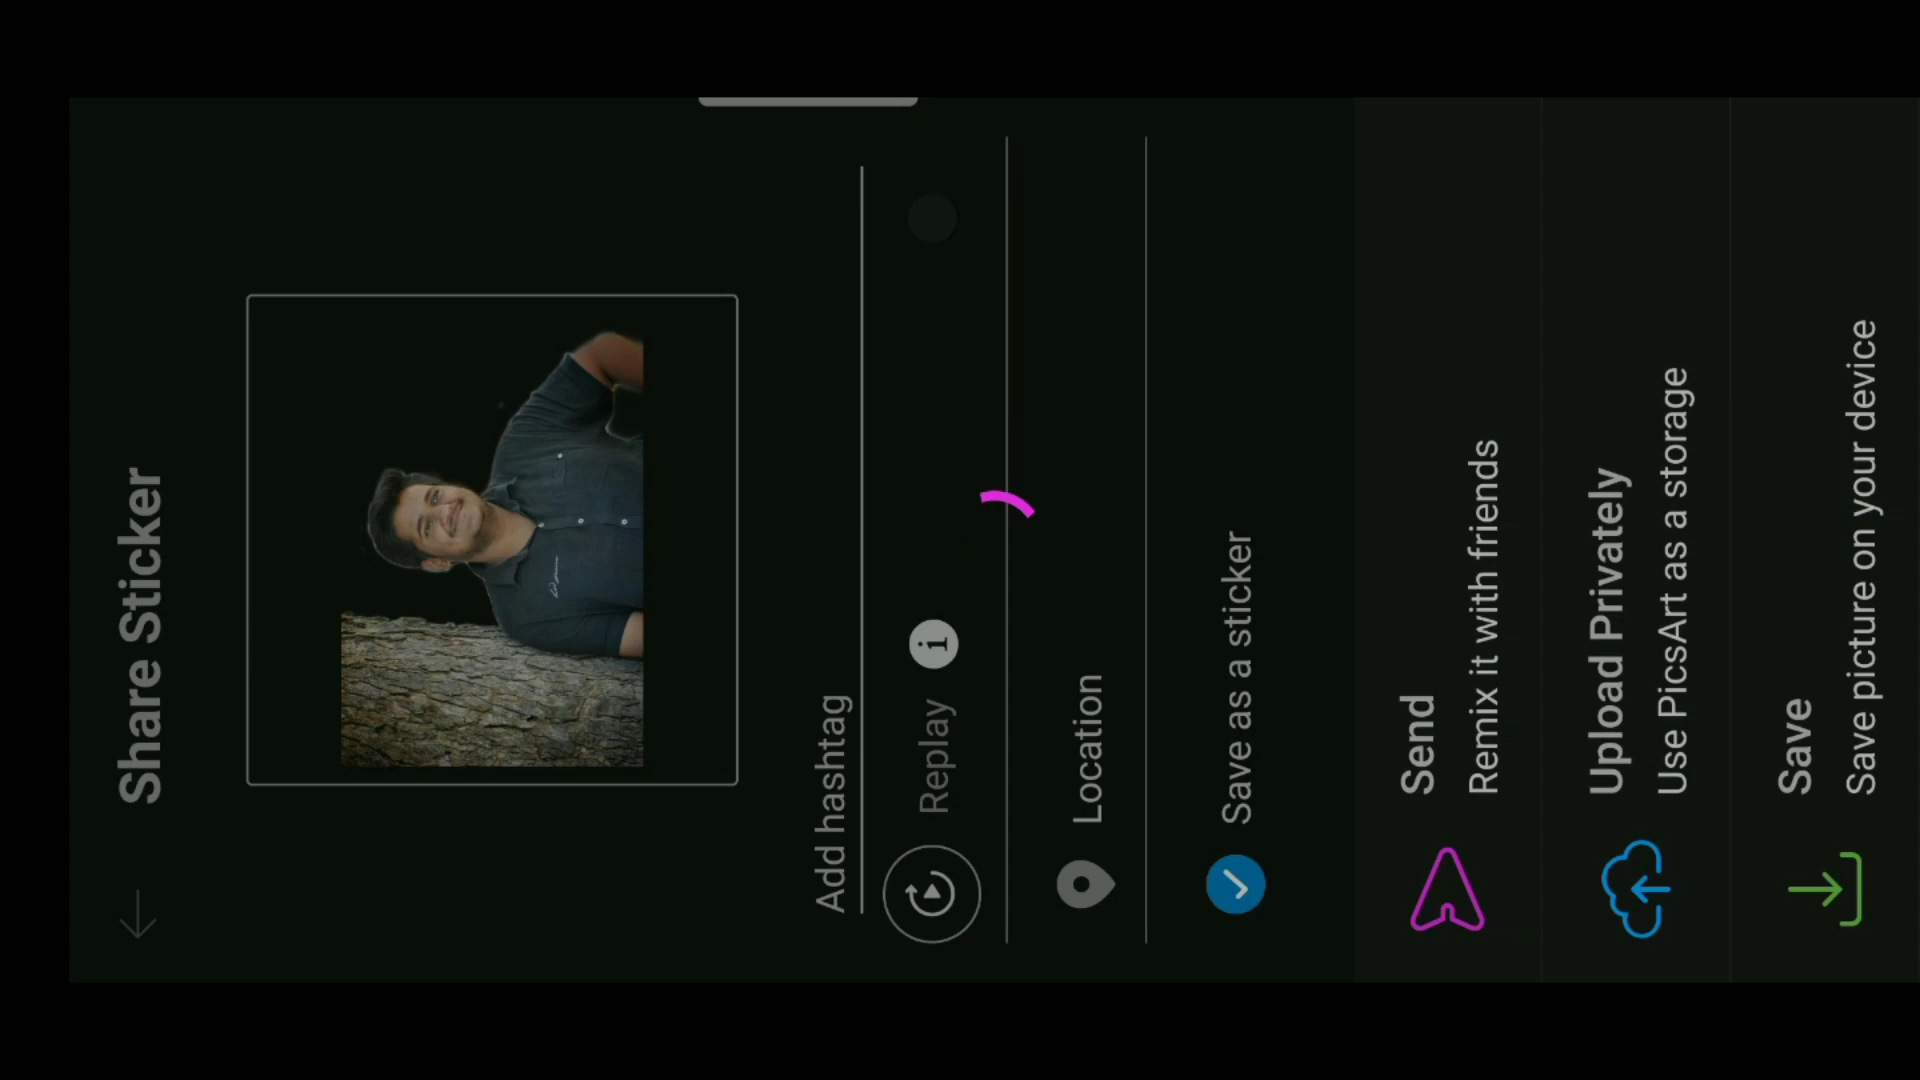 Share Sticker
Add hashtag
Replay
Location
Save as a sticker
Send
Remix it with friends
Upload Privately
Use PicsArt as a storage
Save
Save picture on your device